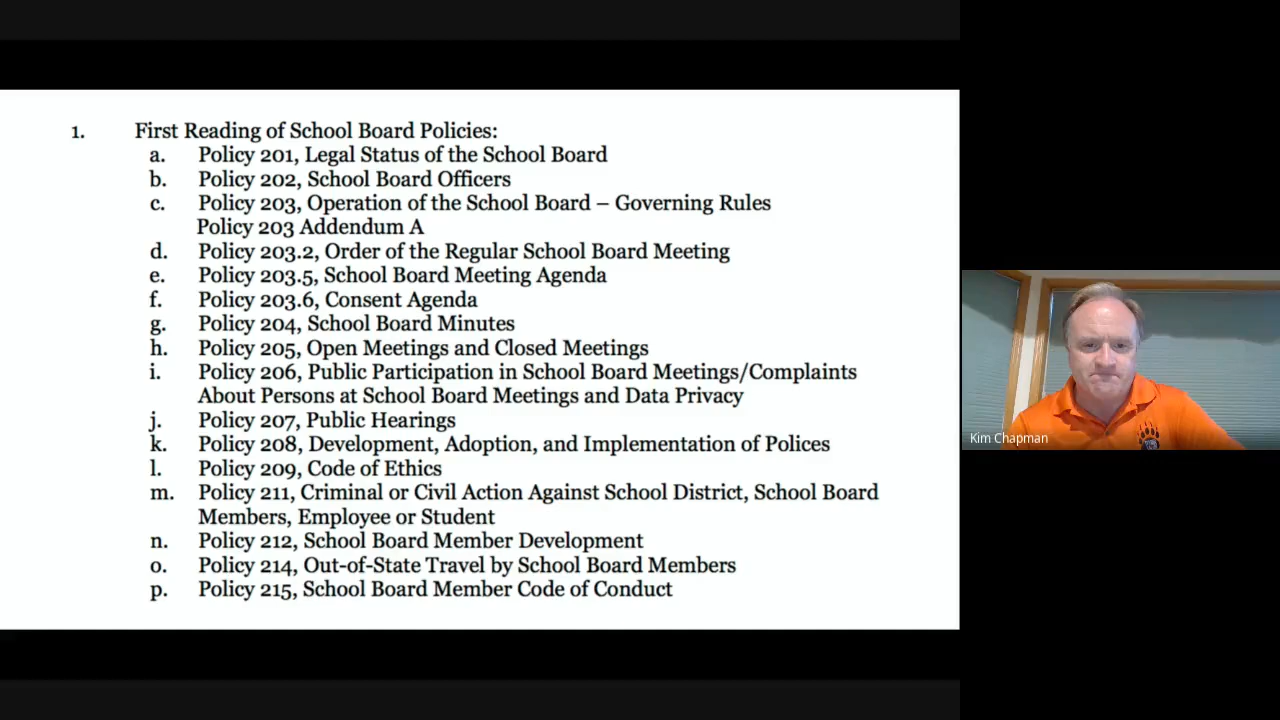 1. First Reading of School Board Policies:
a. Policy 201, Legal Status of the School Board
b. Policy 202, School Board Officers
c. Policy 203, Operation of the School Board – Governing Rules
Policy 203 Addendum A
d. Policy 203.2, Order of the Regular School Board Meeting
e. Policy 203.5, School Board Meeting Agenda
f. Policy 203.6, Consent Agenda
g. Policy 204, School Board Minutes
h. Policy 205, Open Meetings and Closed Meetings
i. Policy 206, Public Participation in School Board Meetings/Complaints
About Persons at School Board Meetings and Data Privacy
j. Policy 207, Public Hearings
k. Policy 208, Development, Adoption, and Implementation of Polices
l. Policy 209, Code of Ethics
m. Policy 211, Criminal or Civil Action Against School District, School Board
Members, Employee or Student
n. Policy 212, School Board Member Development
o. Policy 214, Out-of-State Travel by School Board Members
p. Policy 215, School Board Member Code of Conduct
Kim Chapman